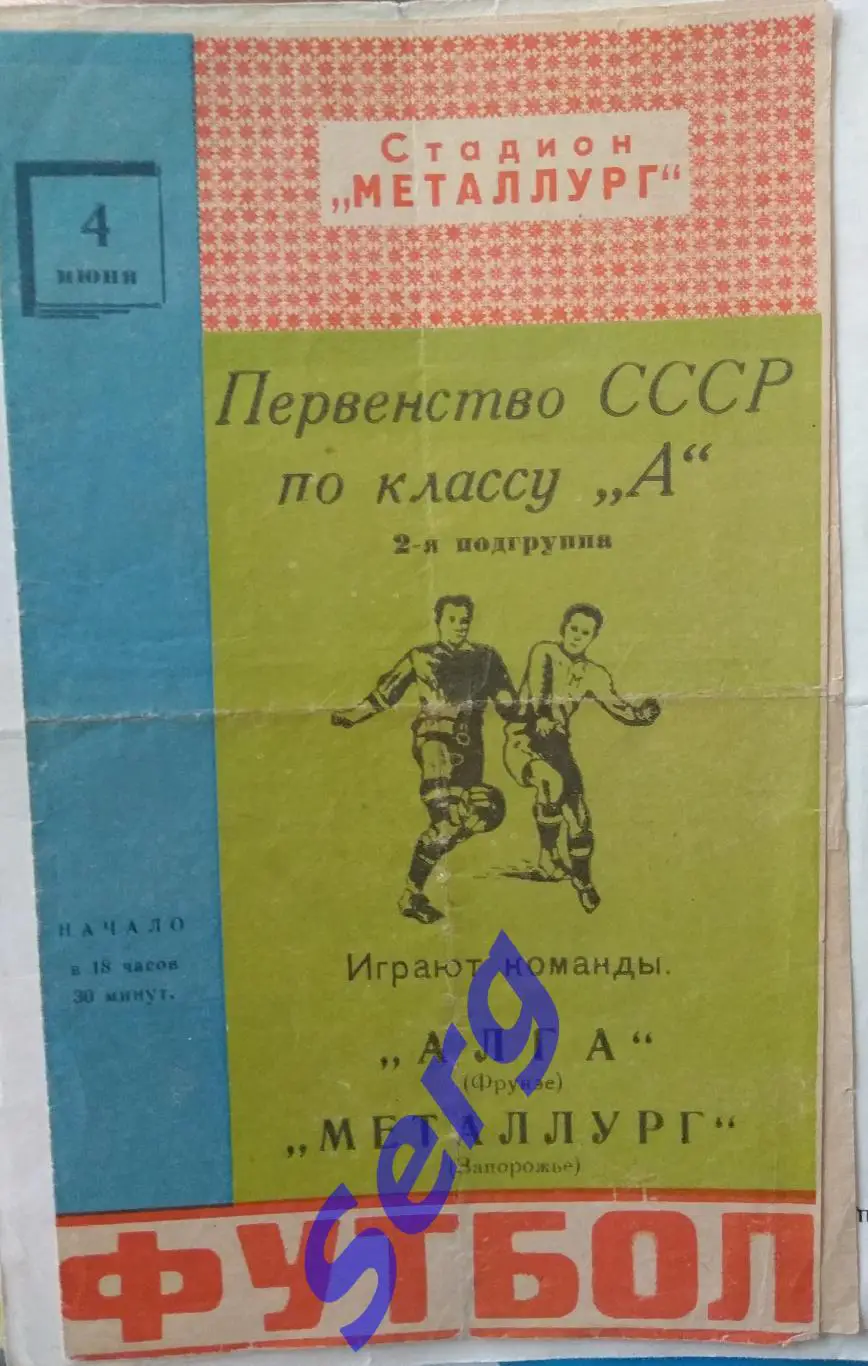 Стадион
„МЕТАЛЛУРГ“
4
июня
Первенство СССР
по классу „А“
2-я подгруппа
НАЧАЛО
в 18 часов
30 минут.
Играют команды.
„АЛГА“
(Фрунзе)
„МЕТАЛЛУРГ“
(Запорожье)
ФУТБОЛ
Serg